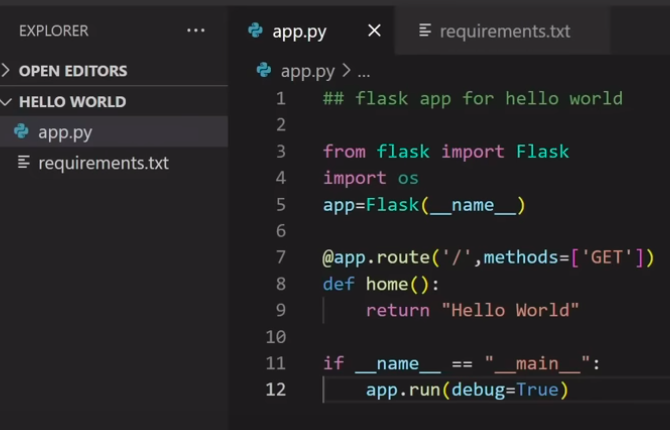 EXPLORER ...
OPEN EDITORS
HELLO WORLD
app.py
requirements.txt
app.py requirements.txt
app.py > ...
1 ## flask app for hello world
2
3 from flask import Flask
4 import os
5 app=Flask(__name__)
6
7 @app.route('/',methods=['GET'])
8 def home():
9     return "Hello World"
10
11 if __name__ == "__main__":
12     app.run(debug=True)